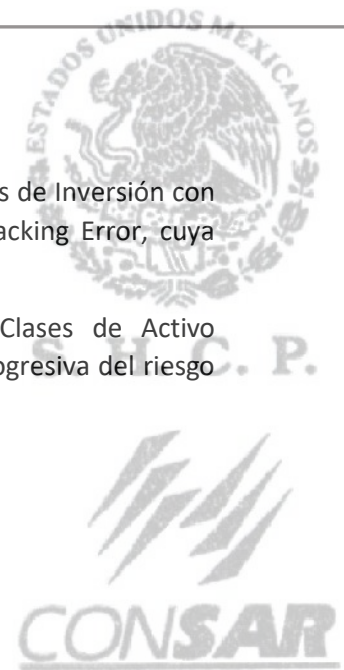 ESTADOS UNIDOS MEXICANOS
s de Inversión con
acking Error, cuya
Clases de Activo
ogresiva del riesgo
S. H. C. P.
CONSAR